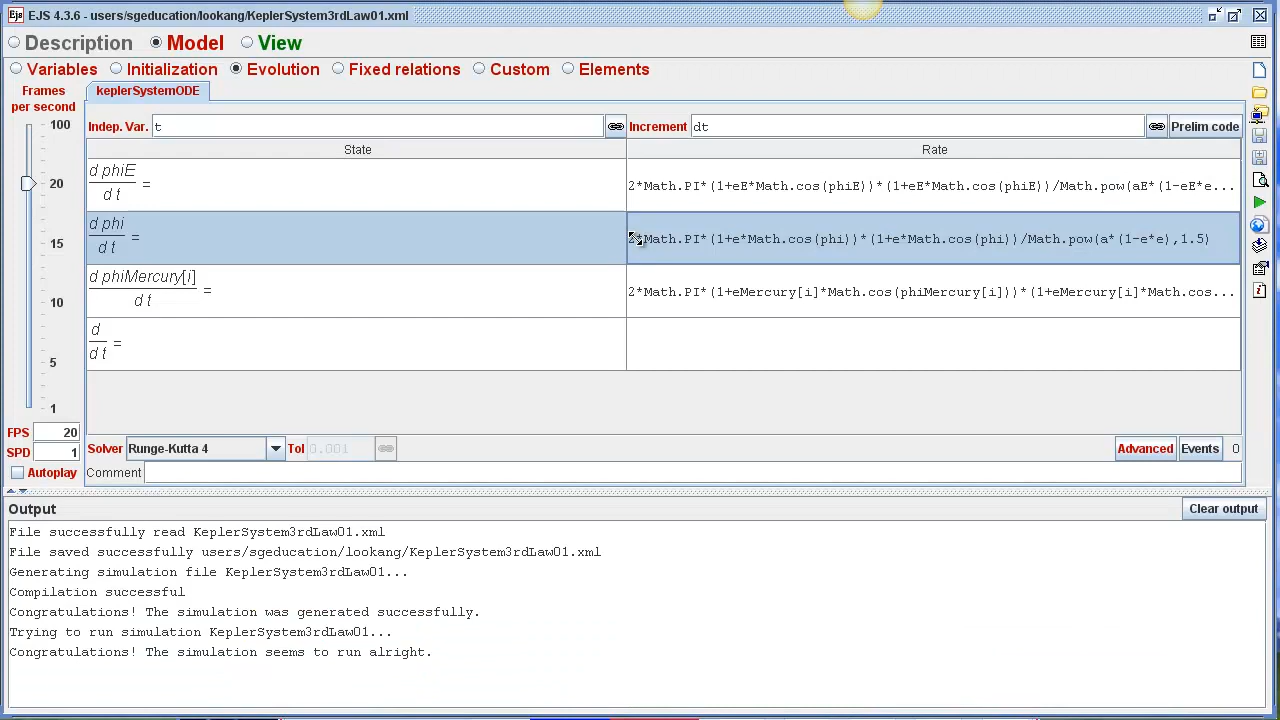 EJS 4.3.6 - users/sgeducation/lookang/KeplerSystem3rdLaw01.xml
Description Model View
Variables Initialization Evolution Fixed relations Custom Elements
Frames per second
keplerSystemODE
100
20
15
10
5
1
Indep. Var. t Increment dt Prelim code
State Rate
d phiE
d t =
2*Math.PI*(1+eE*Math.cos(phiE))*(1+eE*Math.cos(phiE))/Math.pow(aE*(1-eE*e...
d phi
d t =
*Math.PI*(1+e*Math.cos(phi))*(1+e*Math.cos(phi))/Math.pow(a*(1-e*e),1.5)
d phiMercury[i]
d t =
2*Math.PI*(1+eMercury[i]*Math.cos(phiMercury[i]))*(1+eMercury[i]*Math.cos...
d
d t =
FPS 20
SPD 1
Autoplay
Solver Runge-Kutta 4 Tol 0.001 Advanced Events 0
Comment
Output Clear output
File successfully read KeplerSystem3rdLaw01.xml
File saved successfully users/sgeducation/lookang/KeplerSystem3rdLaw01.xml
Generating simulation file KeplerSystem3rdLaw01...
Compilation successful
Congratulations! The simulation was generated successfully.
Trying to run simulation KeplerSystem3rdLaw01...
Congratulations! The simulation seems to run alright.